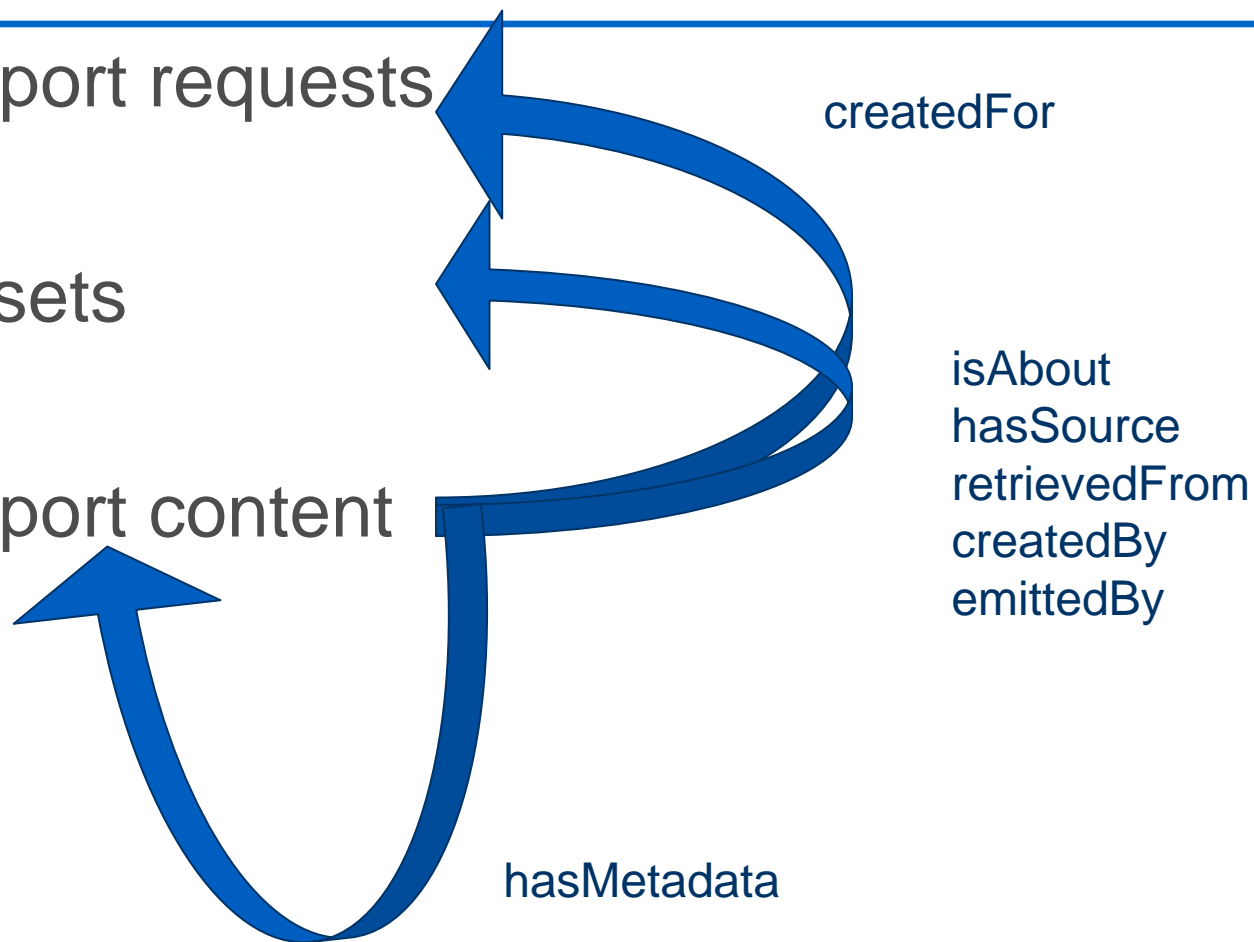 port requests
createdFor
sets
isAbout
hasSource
retrievedFrom
port content
createdBy
emittedBy
hasMetadata